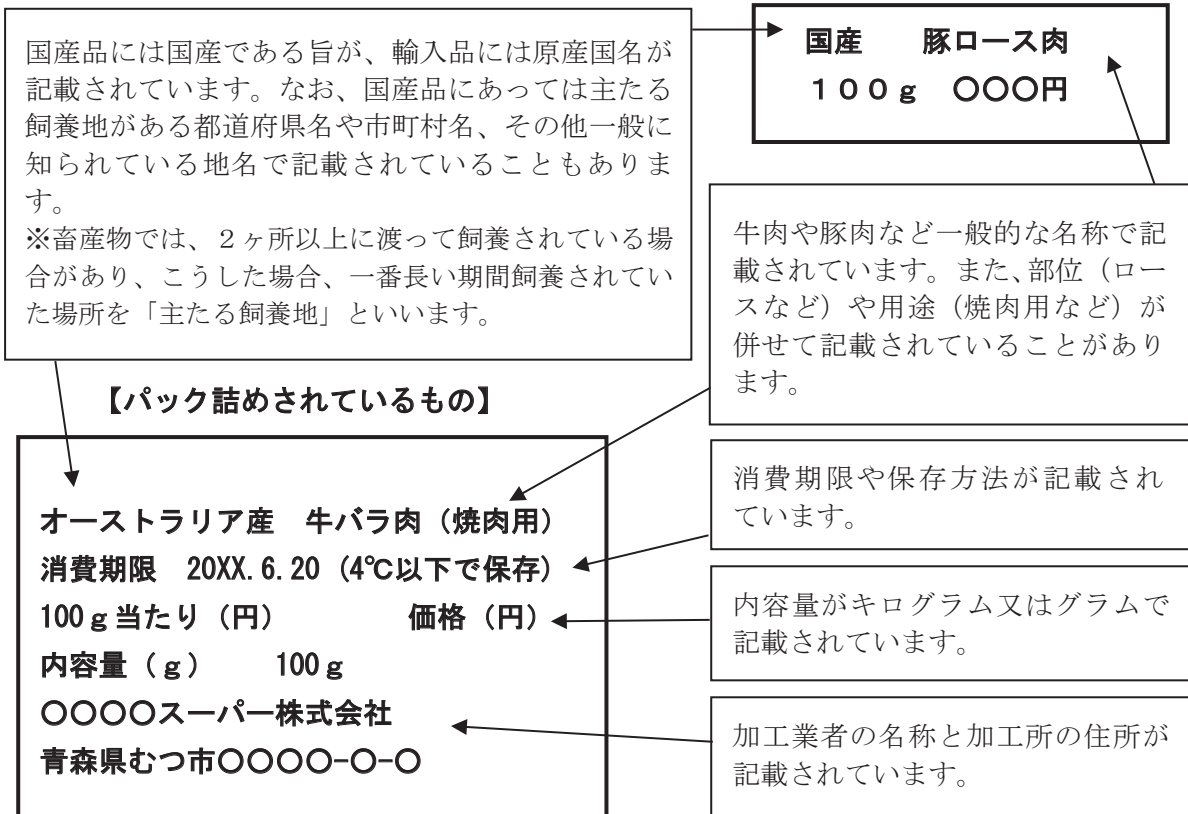 国産品には国産である旨が、輸入品には原産国名が
記載されています。なお、国産品にあっては主たる
飼養地がある都道府県名や市町村名、その他一般に
知られている地名で記載されていることもありま
す。
※畜産物では、２ヶ所以上に渡って飼養されている場
合があり、こうした場合、一番長い期間飼養されてい
た場所を「主たる飼養地」といいます。
国産　豚ロース肉
１００ｇ　〇〇〇円
牛肉や豚肉など一般的な名称で記
載されています。また、部位（ロー
スなど）や用途（焼肉用など）が
併せて記載されていることがあり
ます。
【パック詰めされているもの】
オーストラリア産　牛バラ肉（焼肉用）
消費期限　20XX.6.20（4℃以下で保存）
100ｇ当たり（円）　価格（円）
内容量（ｇ）　100ｇ
〇〇〇〇スーパー株式会社
青森県むつ市〇〇〇〇-〇-〇
消費期限や保存方法が記載され
ています。
内容量がキログラム又はグラムで
記載されています。
加工業者の名称と加工所の住所が
記載されています。